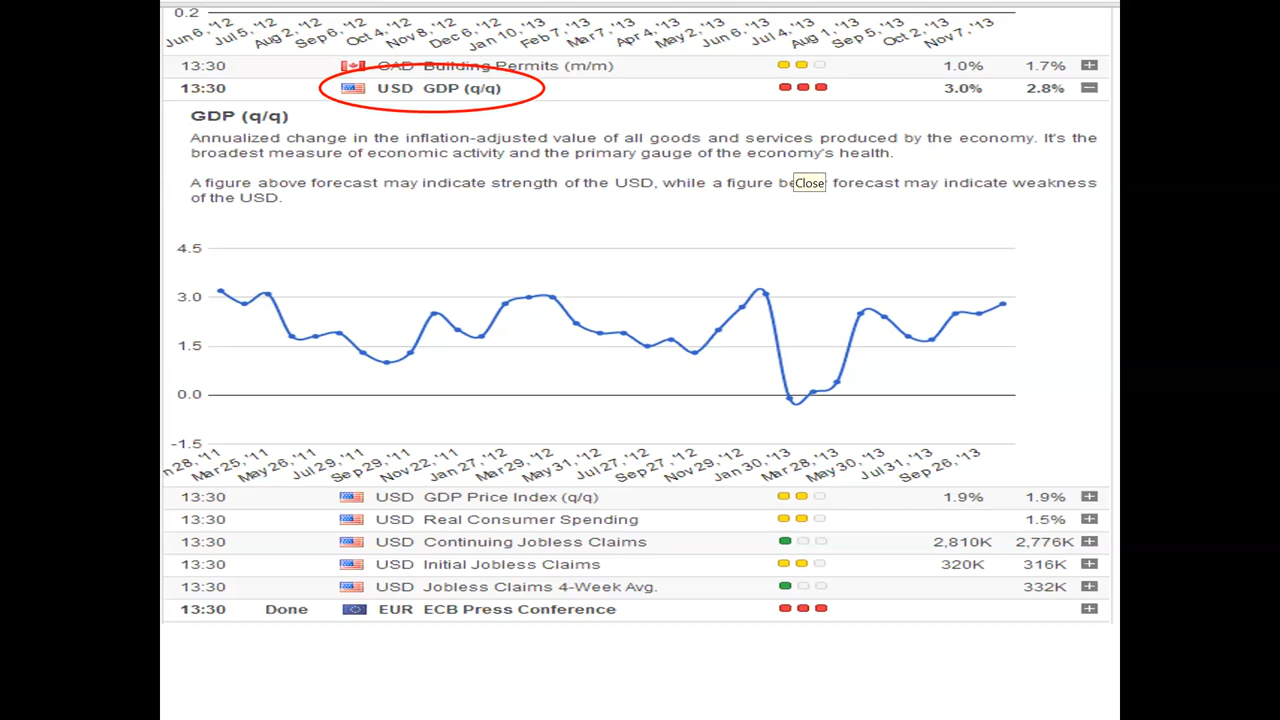 0.2
Jun 6, '12 Jul 5, '12 Aug 2, '12 Sep 6, '12 Oct 4, '12 Nov 8, '12 Dec 6, '12 Jan 10, '13 Feb 7, '13 Mar 7, '13 Apr 4, '13 May 2, '13 Jun 6, '13 Jul 4, '13 Aug 1, '13 Sep 5, '13 Oct 2, '13 Nov 7, '13
13:30 CAD Building Permits (m/m) 1.0% 1.7%
13:30 USD GDP (q/q) 3.0% 2.8%
GDP (q/q)
Annualized change in the inflation-adjusted value of all goods and services produced by the economy. It's the
broadest measure of economic activity and the primary gauge of the economy's health.
A figure above forecast may indicate strength of the USD, while a figure be Close forecast may indicate weakness
of the USD.
4.5
3.0
1.5
0.0
-1.5
n 28, '11 Mar 25, '11 May 26, '11 Jul 29, '11 Sep 29, '11 Nov 22, '11 Jan 27, '12 Mar 29, '12 May 31, '12 Jul 27, '12 Sep 27, '12 Nov 29, '12 Jan 30, '13 Mar 28, '13 May 30, '13 Jul 31, '13 Sep 26, '13
13:30 USD GDP Price Index (q/q) 1.9% 1.9%
13:30 USD Real Consumer Spending 1.5%
13:30 USD Continuing Jobless Claims 2,810K 2,776K
13:30 USD Initial Jobless Claims 320K 316K
13:30 USD Jobless Claims 4-Week Avg. 332K
13:30 Done EUR ECB Press Conference